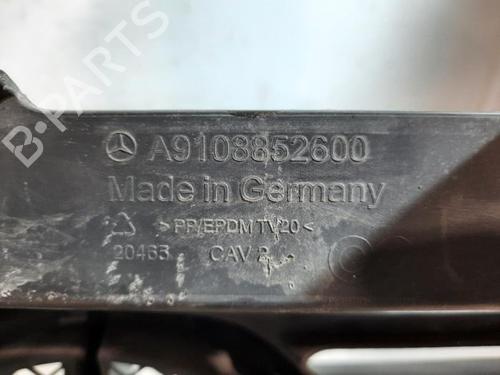 A9108852600
Made in Germany
>PP/EPDM TV20<
20463 CAV 2
B PARTS